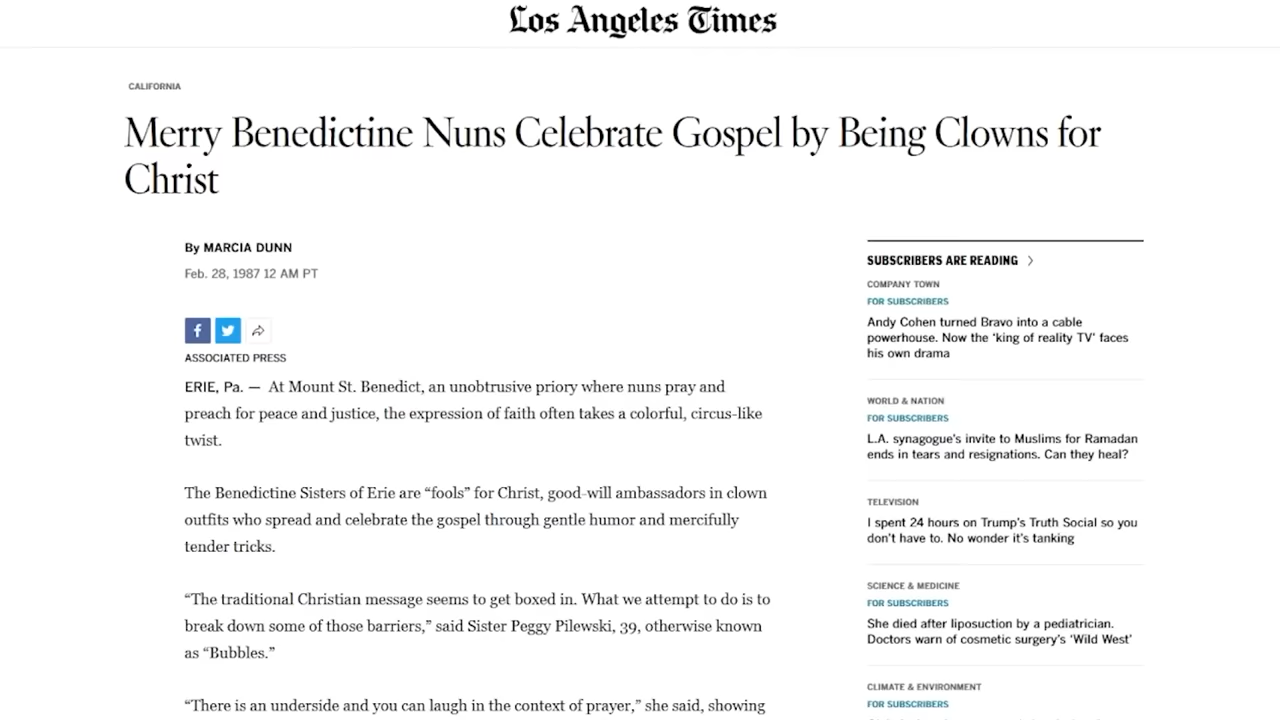 Los Angeles Times
CALIFORNIA
Merry Benedictine Nuns Celebrate Gospel by Being Clowns for
Christ
By MARCIA DUNN
Feb. 28, 1987 12 AM PT
ASSOCIATED PRESS
ERIE, Pa. — At Mount St. Benedict, an unobtrusive priory where nuns pray and
preach for peace and justice, the expression of faith often takes a colorful, circus-like
twist.
The Benedictine Sisters of Erie are “fools” for Christ, good-will ambassadors in clown
outfits who spread and celebrate the gospel through gentle humor and mercifully
tender tricks.
“The traditional Christian message seems to get boxed in. What we attempt to do is to
break down some of those barriers,” said Sister Peggy Pilewski, 39, otherwise known
as “Bubbles.”
“There is an underside and you can laugh in the context of prayer,” she said, showing
SUBSCRIBERS ARE READING >
COMPANY TOWN
FOR SUBSCRIBERS
Andy Cohen turned Bravo into a cable
powerhouse. Now the ‘king of reality TV’ faces
his own drama
WORLD & NATION
FOR SUBSCRIBERS
L.A. synagogue’s invite to Muslims for Ramadan
ends in tears and resignations. Can they heal?
TELEVISION
I spent 24 hours on Trump’s Truth Social so you
don’t have to. No wonder it’s tanking
SCIENCE & MEDICINE
FOR SUBSCRIBERS
She died after liposuction by a pediatrician.
Doctors warn of cosmetic surgery’s ‘Wild West’
CLIMATE & ENVIRONMENT
FOR SUBSCRIBERS